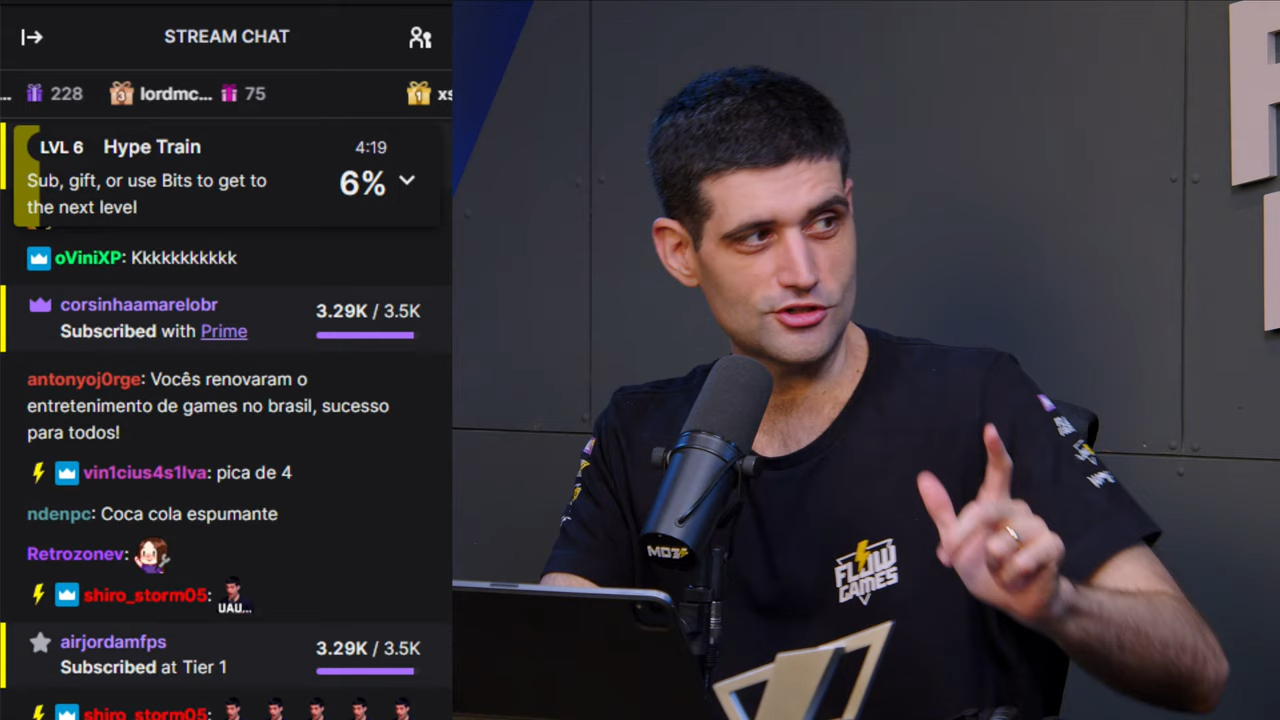 STREAM CHAT
... 228 lordmc... 75 xs
LVL 6 Hype Train 4:19
Sub, gift, or use Bits to get to
the next level
6%
oViniXP: Kkkkkkkkkkk
corsinhaamarelobr
Subscribed with Prime
3.29K / 3.5K
antonyoj0rge: Vocês renovaram o
entretenimento de games no brasil, sucesso
para todos!
vin1cius4s1lva: pica de 4
ndenpc: Coca cola espumante
Retrozonev:
shiro_storm05: UAU...
airjordamfps
Subscribed at Tier 1
3.29K / 3.5K
shiro_storm05:
FLOW
GAMES